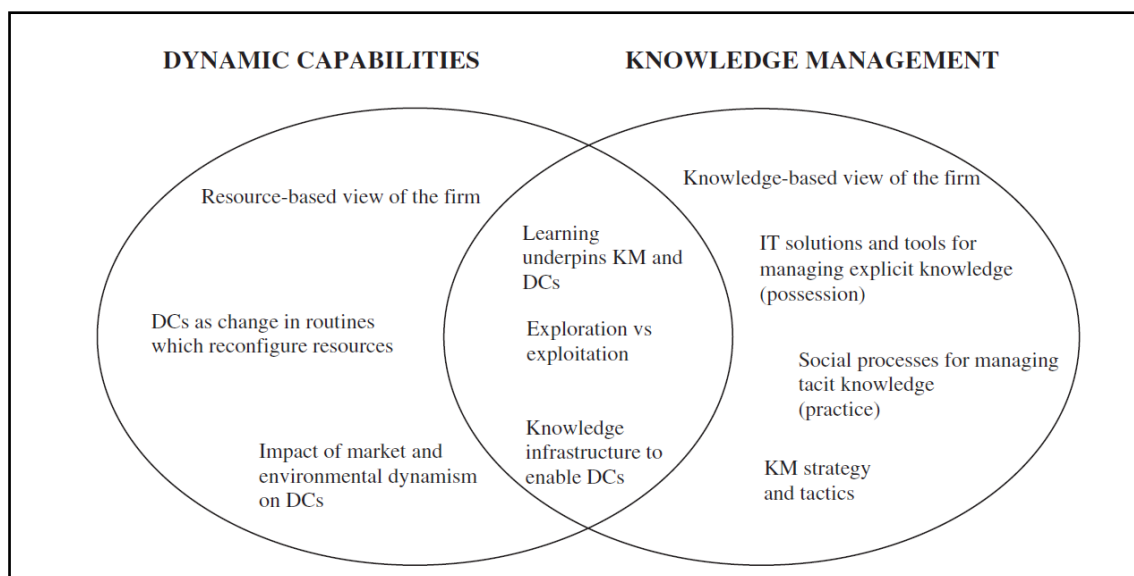 DYNAMIC CAPABILITIES
KNOWLEDGE MANAGEMENT
Resource-based view of the firm
DCs as change in routines
which reconfigure resources
Impact of market and
environmental dynamism
on DCs
Learning
underpins KM and
DCs
Exploration vs
exploitation
Knowledge
infrastructure to
enable DCs
Knowledge-based view of the firm
IT solutions and tools for
managing explicit knowledge
(possession)
Social processes for managing
tacit knowledge
(practice)
KM strategy
and tactics